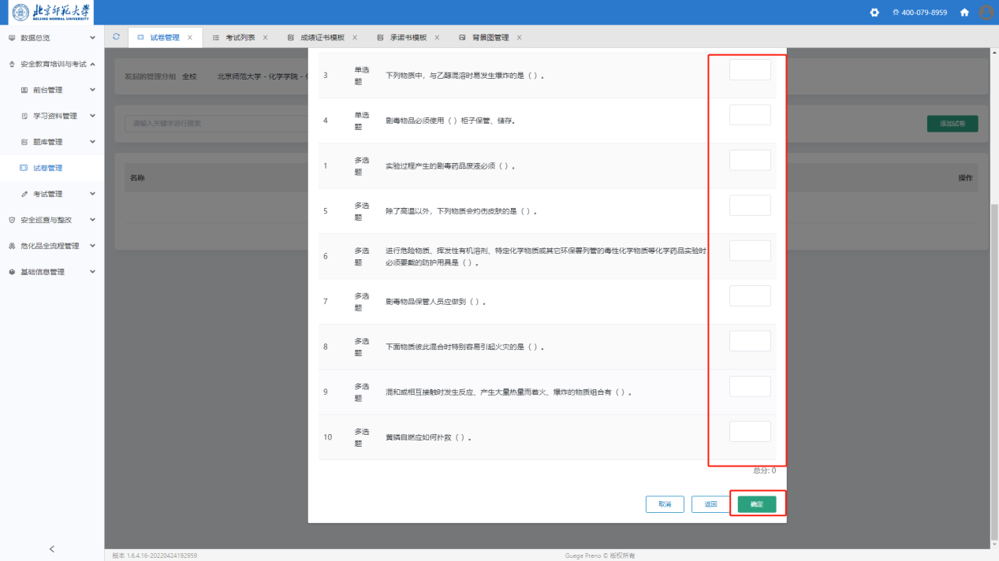 北京师范大学
BEIJING NORMAL UNIVERSITY
400-079-8959
数据总览
安全教育培训与考试
前台管理
学习资料管理
题库管理
试卷管理
考试管理
安全巡查与整改
危化品全流程管理
基础信息管理
试卷管理 X
考试列表 X
成绩证书模板 X
承诺书模板 X
背景图管理 X
发起的管理分组 全校 北京师范大学 - 化学学院 -
请输入关键字进行搜索
添加试卷
名称
操作
3 单选题 下列物质中，与乙醇混溶时易发生爆炸的是（ ）。
4 单选题 剧毒物品必须使用（ ）柜子保管、储存。
1 多选题 实验过程产生的剧毒药品废液必须（ ）。
5 多选题 除了高温以外，下列物质会灼伤皮肤的是（ ）。
6 多选题 进行危险物质、挥发性有机溶剂、特定化学物质或其它环保署列管的毒性化学物质等化学药品实验时
必须要戴的防护用具是（ ）。
7 多选题 剧毒物品保管人员应做到（ ）。
8 多选题 下面物质彼此混合时特别容易引起火灾的是（ ）。
9 多选题 混和或相互接触时发生反应、产生大量热量而着火、爆炸的物质组合有（ ）。
10 多选题 黄磷自燃应如何扑救（ ）。
总分: 0
取消
返回
确定
版本 1.6.4.16-20220424192959
Guege Preno © 版权所有